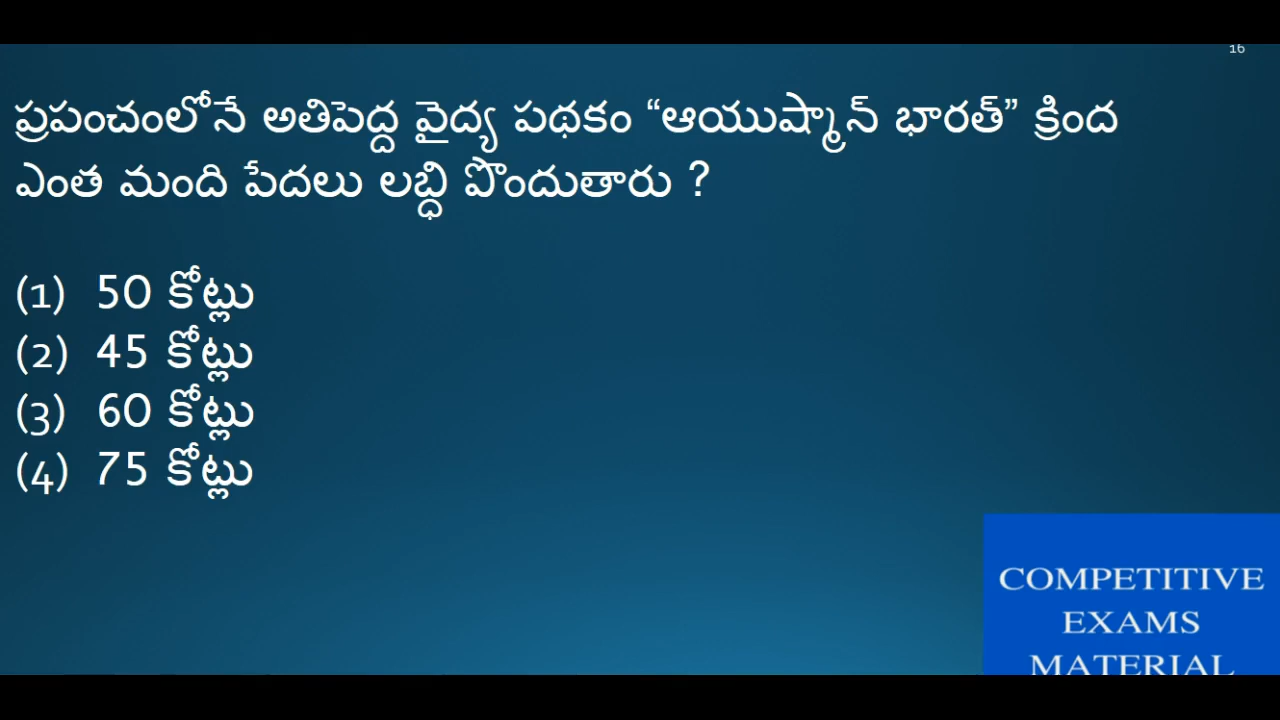 16
ప్రపంచంలోనే అతిపెద్ద వైద్య పథకం “ఆయుష్మాన్ భారత్” క్రింద
ఎంత మంది పేదలు లబ్ధి పొందుతారు ?
(1) 50 కోట్లు
(2) 45 కోట్లు
(3) 60 కోట్లు
(4) 75 కోట్లు
COMPETITIVE
EXAMS
MATERIAL